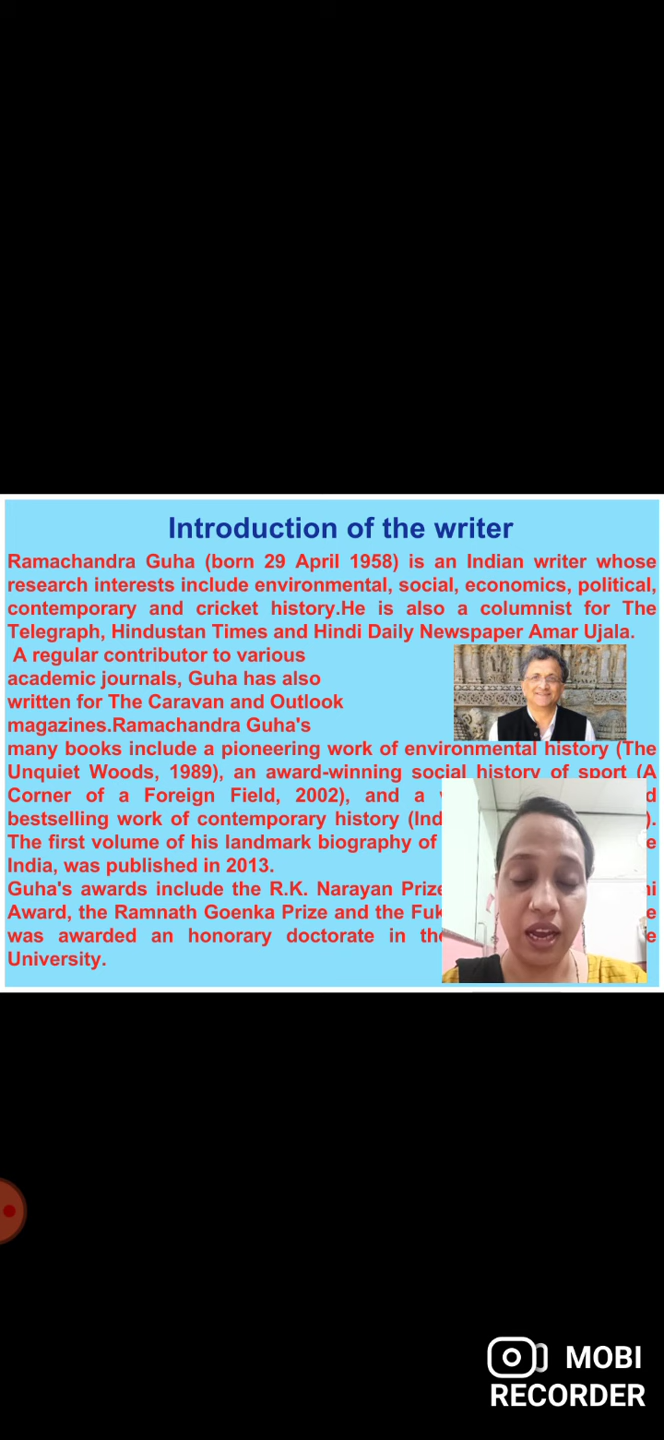 Introduction of the writer
Ramachandra Guha (born 29 April 1958) is an Indian writer whose
research interests include environmental, social, economics, political,
contemporary and cricket history.He is also a columnist for The
Telegraph, Hindustan Times and Hindi Daily Newspaper Amar Ujala.
A regular contributor to various
academic journals, Guha has also
written for The Caravan and Outlook
magazines.Ramachandra Guha's
many books include a pioneering work of environmental history (The
Unquiet Woods, 1989), an award-winning social history of sport (A
Corner of a Foreign Field, 2002), and a
bestselling work of contemporary history
The first volume of his landmark biography of
India, was published in 2013.
Guha's awards include the R.K. Narayan Prize
Award, the Ramnath Goenka Prize and the
was awarded an honorary doctorate in
University.
MOBI
RECORDER